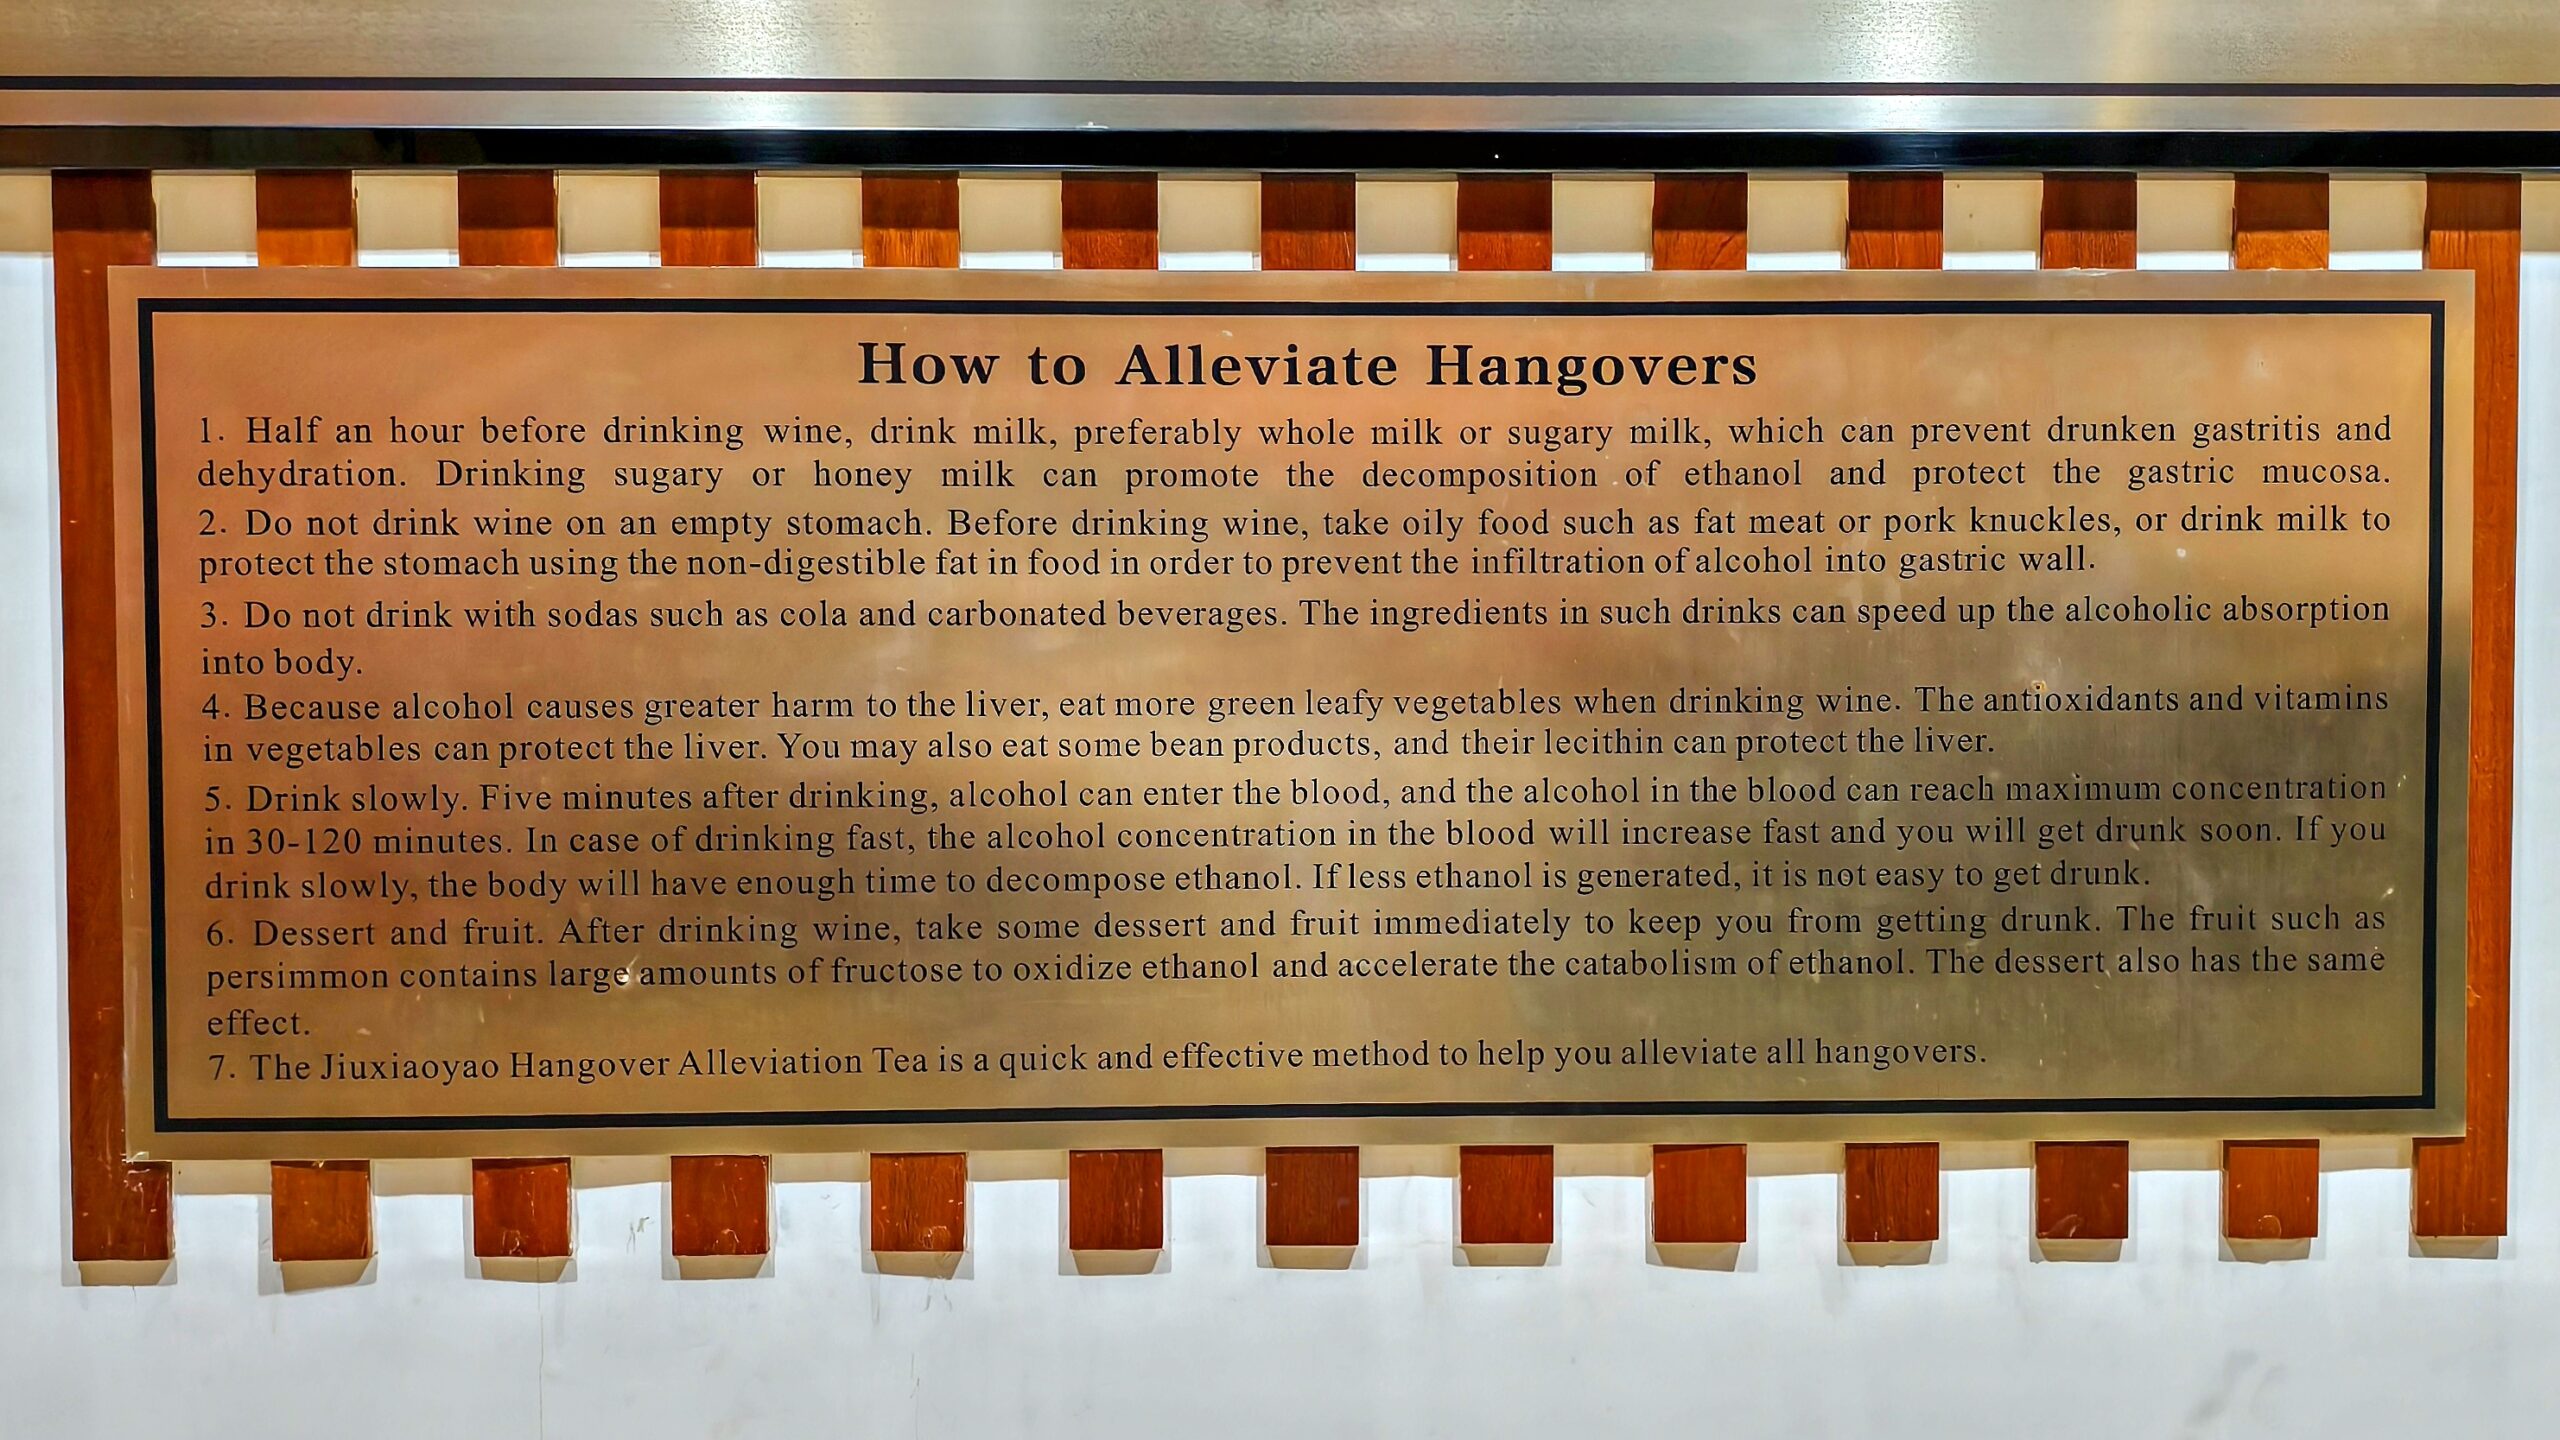 How to Alleviate Hangovers
1. Half an hour before drinking wine, drink milk, preferably whole milk or sugary milk, which can prevent drunken gastritis and
dehydration. Drinking sugary or honey milk can promote the decomposition of ethanol and protect the gastric mucosa.
2. Do not drink wine on an empty stomach. Before drinking wine, take oily food such as fat meat or pork knuckles, or drink milk to
protect the stomach using the non-digestible fat in food in order to prevent the infiltration of alcohol into gastric wall.
3. Do not drink with sodas such as cola and carbonated beverages. The ingredients in such drinks can speed up the alcoholic absorption
into body.
4. Because alcohol causes greater harm to the liver, eat more green leafy vegetables when drinking wine. The antioxidants and vitamins
in vegetables can protect the liver. You may also eat some bean products, and their lecithin can protect the liver.
5. Drink slowly. Five minutes after drinking, alcohol can enter the blood, and the alcohol in the blood can reach maximum concentration
in 30-120 minutes. In case of drinking fast, the alcohol concentration in the blood will increase fast and you will get drunk soon. If you
drink slowly, the body will have enough time to decompose ethanol. If less ethanol is generated, it is not easy to get drunk.
6. Dessert and fruit. After drinking wine, take some dessert and fruit immediately to keep you from getting drunk. The fruit such as
persimmon contains large amounts of fructose to oxidize ethanol and accelerate the catabolism of ethanol. The dessert also has the same
effect.
7. The Jiuxiaoyao Hangover Alleviation Tea is a quick and effective method to help you alleviate all hangovers.